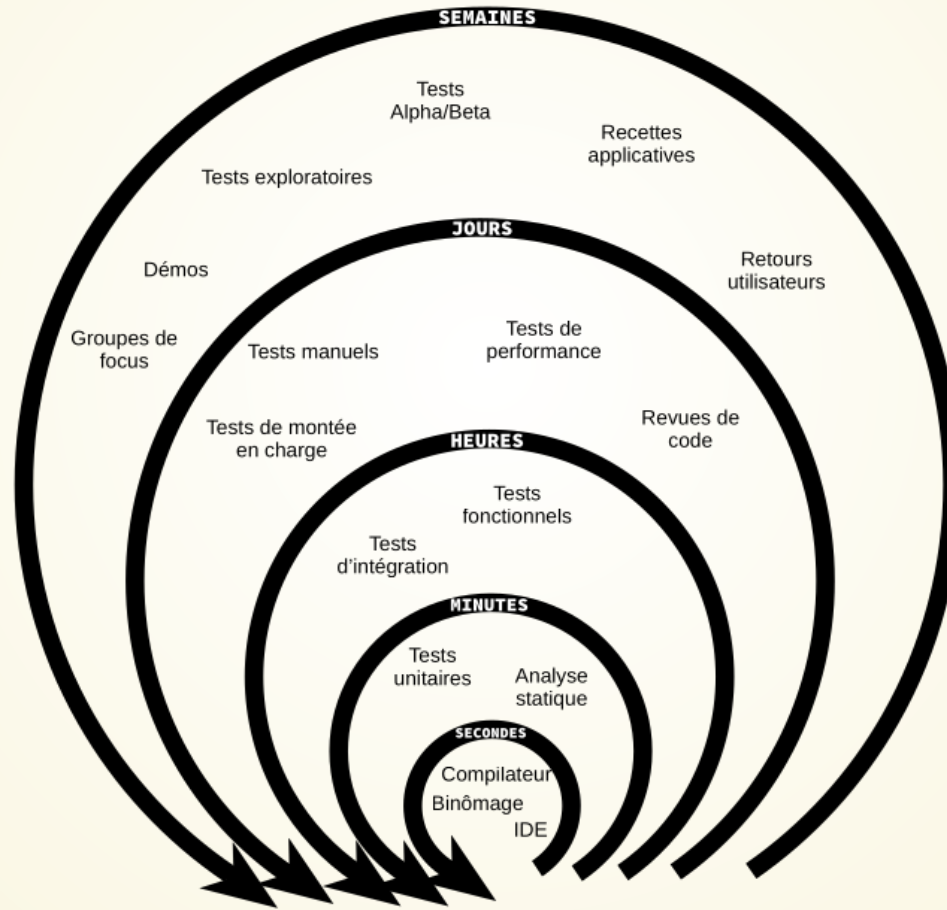 SEMAINES
Tests
Alpha/Beta
Recettes
applicatives
Tests exploratoires
Démos
Retours
utilisateurs
Groupes de
focus
JOURS
Tests manuels
Tests de
performance
Tests de montée
en charge
Revues de
code
HEURES
Tests
fonctionnels
Tests
d’intégration
MINUTES
Tests
unitaires
Analyse
statique
SECONDES
Compilateur
Binômage
IDE